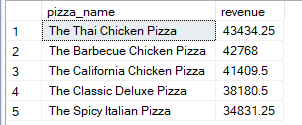 pizza_name revenue
1 The Thai Chicken Pizza 43434.25
2 The Barbecue Chicken Pizza 42768
3 The California Chicken Pizza 41409.5
4 The Classic Deluxe Pizza 38180.5
5 The Spicy Italian Pizza 34831.25